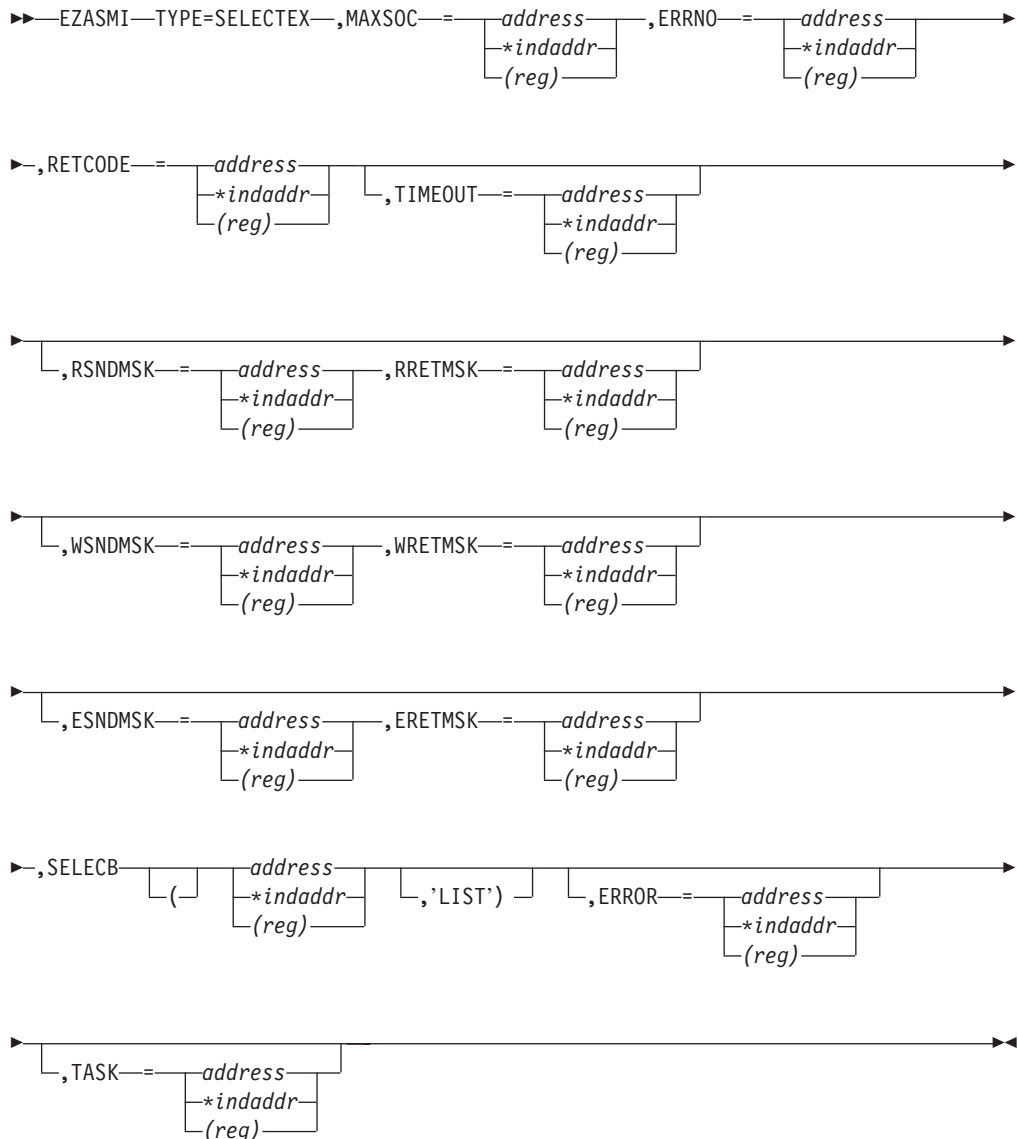 EZASMI TYPE=SELECTEX ,MAXSOC = address ,ERRNO = address
*indaddr *indaddr
(reg) (reg)
,RETCODE = address
*indaddr ,TIMEOUT = address
(reg) *indaddr
(reg)
,RSNDMSK = address ,RRETMSK = address
*indaddr *indaddr
(reg) (reg)
,WSNDMSK = address ,WRETMSK = address
*indaddr *indaddr
(reg) (reg)
,ESNDMSK = address ,ERETMSK = address
*indaddr *indaddr
(reg) (reg)
,SELECB address
( *indaddr ,'LIST') ,ERROR = address
(reg) *indaddr
(reg)
,TASK = address
*indaddr
(reg)